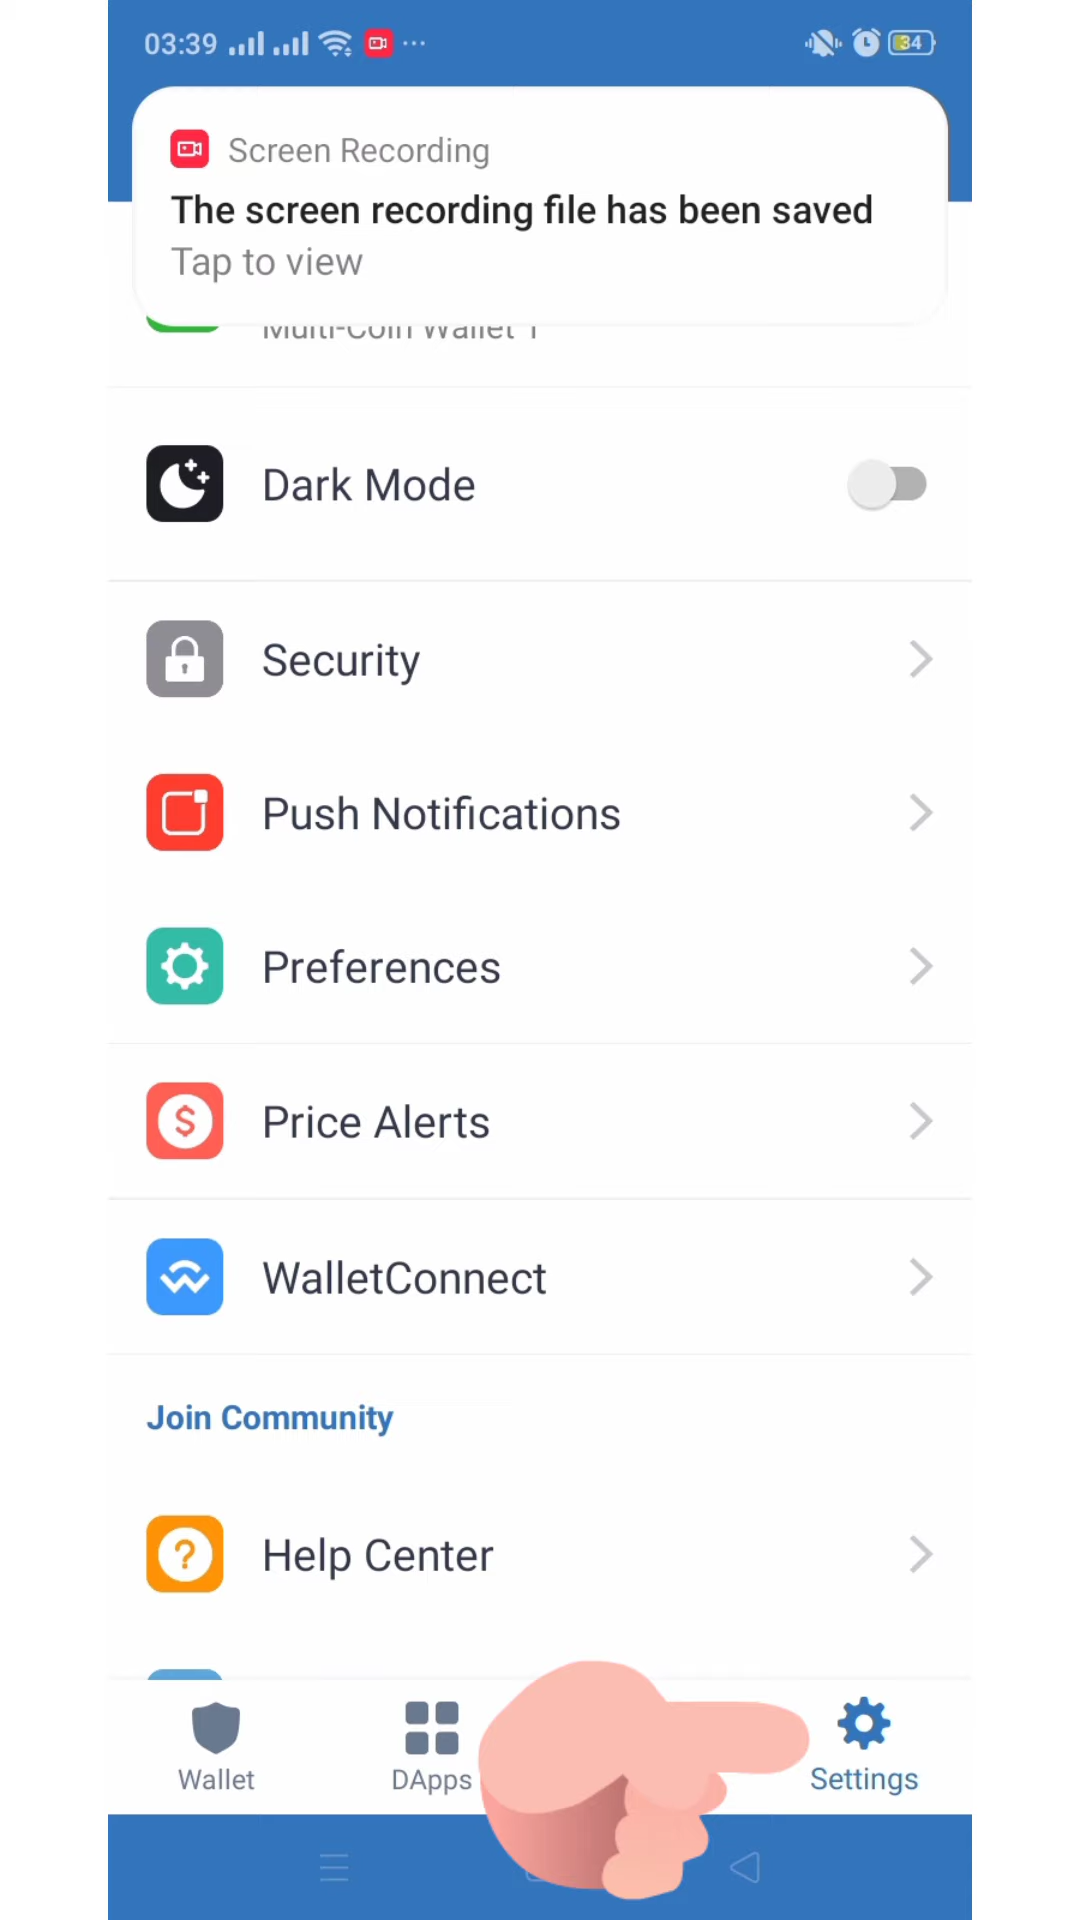 03:39
34
Screen Recording
The screen recording file has been saved
Tap to view
Multi-Coin Wallet 1
Dark Mode
Security
Push Notifications
Preferences
Price Alerts
WalletConnect
Join Community
Help Center
Wallet
DApps
Settings